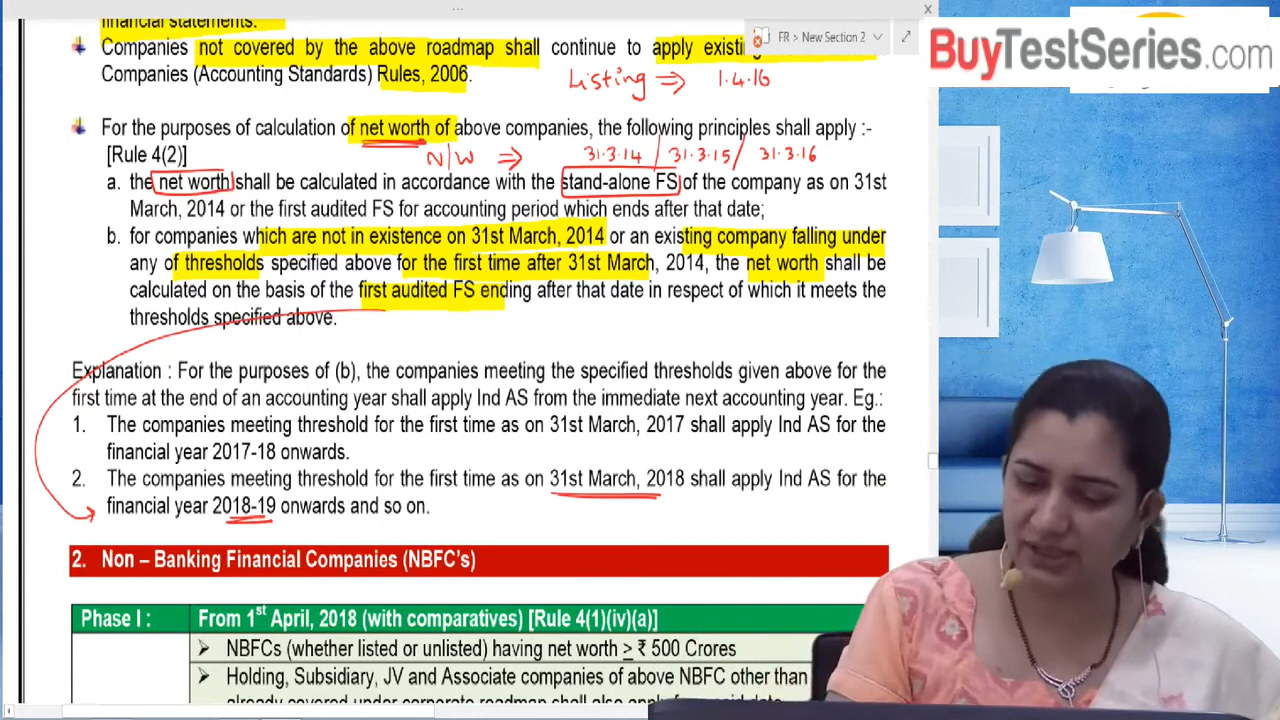 financial statements.
FR > New Section 2
BuyTestSeries.com
Companies not covered by the above roadmap shall continue to apply existing
Companies (Accounting Standards) Rules, 2006.
Listing ⇒ 1.4.16
For the purposes of calculation of net worth of above companies, the following principles shall apply :-
[Rule 4(2)]
N/W ⇒ 31.3.14 / 31.3.15 / 31.3.16
a. the net worth shall be calculated in accordance with the stand-alone FS of the company as on 31st
March, 2014 or the first audited FS for accounting period which ends after that date;
b. for companies which are not in existence on 31st March, 2014 or an existing company falling under
any of thresholds specified above for the first time after 31st March, 2014, the net worth shall be
calculated on the basis of the first audited FS ending after that date in respect of which it meets the
thresholds specified above.
Explanation : For the purposes of (b), the companies meeting the specified thresholds given above for the
first time at the end of an accounting year shall apply Ind AS from the immediate next accounting year. Eg.:
1. The companies meeting threshold for the first time as on 31st March, 2017 shall apply Ind AS for the
financial year 2017-18 onwards.
2. The companies meeting threshold for the first time as on 31st March, 2018 shall apply Ind AS for the
financial year 2018-19 onwards and so on.
2. Non – Banking Financial Companies (NBFC's)
Phase I : From 1st April, 2018 (with comparatives) [Rule 4(1)(iv)(a)]
NBFCs (whether listed or unlisted) having net worth ≥ ₹ 500 Crores
Holding, Subsidiary, JV and Associate companies of above NBFC other than